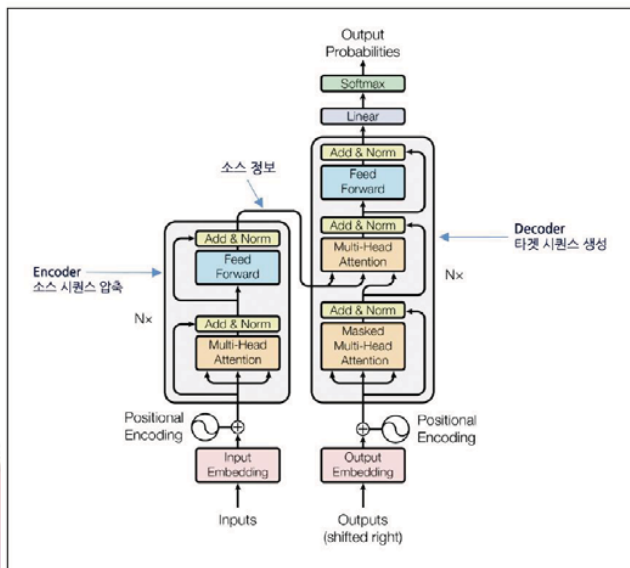 Output
Probabilities
Softmax
Linear
Add & Norm
Feed
Forward
Add & Norm
Multi-Head
Attention
Add & Norm
Masked
Multi-Head
Attention
Nx
Decoder
타겟 시퀀스 생성
소스 정보
Add & Norm
Feed
Forward
Add & Norm
Multi-Head
Attention
Nx
Encoder
소스 시퀀스 압축
Positional
Encoding
Positional
Encoding
Input
Embedding
Output
Embedding
Inputs
Outputs
(shifted right)